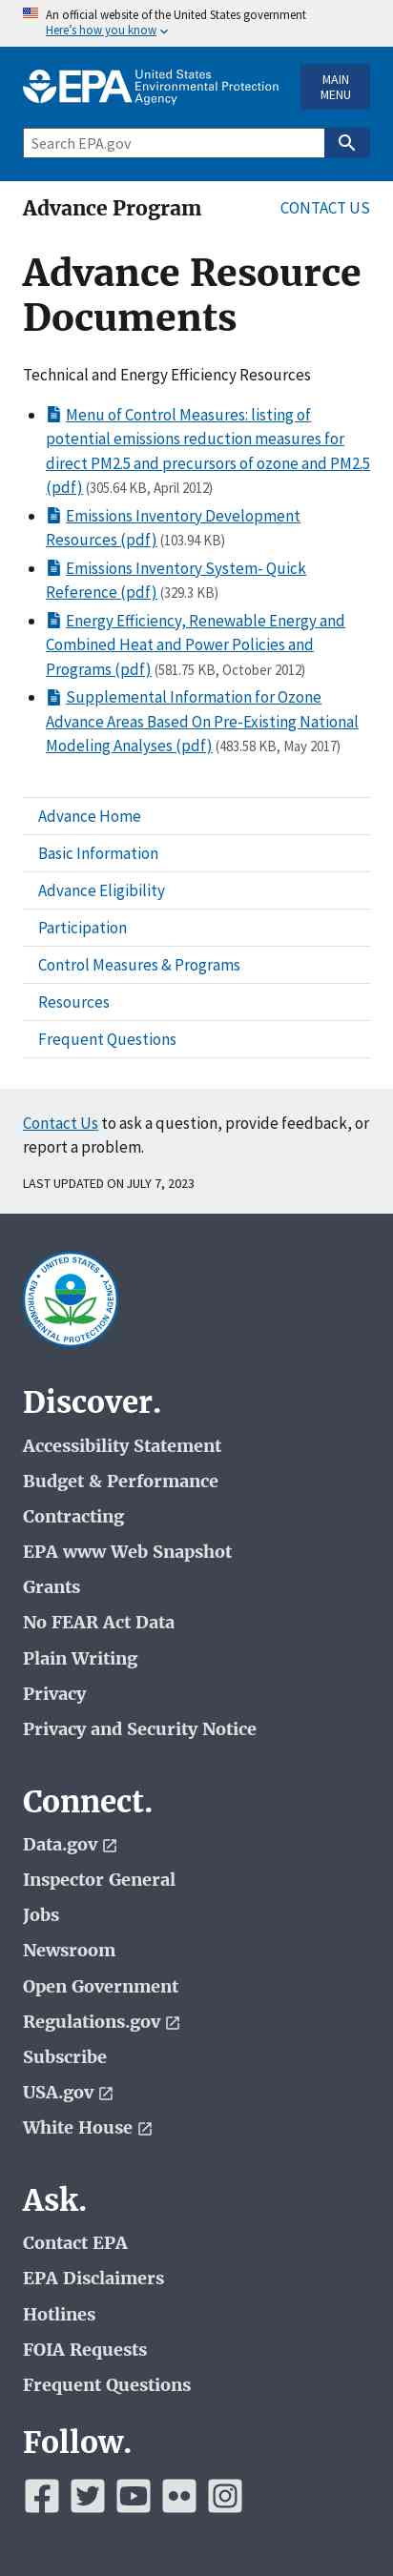 An official website of the United States government
Here's how you know
EPA United States
Environmental Protection
Agency
MAIN
MENU
Search EPA.gov
Advance Program
CONTACT US
Advance Resource
Documents
Technical and Energy Efficiency Resources
Menu of Control Measures: listing of
potential emissions reduction measures for
direct PM2.5 and precursors of ozone and PM2.5
(pdf) (305.64 KB, April 2012)
Emissions Inventory Development
Resources (pdf) (103.94 KB)
Emissions Inventory System- Quick
Reference (pdf) (329.3 KB)
Energy Efficiency, Renewable Energy and
Combined Heat and Power Policies and
Programs (pdf) (581.75 KB, October 2012)
Supplemental Information for Ozone
Advance Areas Based On Pre-Existing National
Modeling Analyses (pdf) (483.58 KB, May 2017)
Advance Home
Basic Information
Advance Eligibility
Participation
Control Measures & Programs
Resources
Frequent Questions
Contact Us to ask a question, provide feedback, or
report a problem.
LAST UPDATED ON JULY 7, 2023
UNITED STATES
ENVIRONMENTAL PROTECTION AGENCY
Discover.
Accessibility Statement
Budget & Performance
Contracting
EPA www Web Snapshot
Grants
No FEAR Act Data
Plain Writing
Privacy
Privacy and Security Notice
Connect.
Data.gov
Inspector General
Jobs
Newsroom
Open Government
Regulations.gov
Subscribe
USA.gov
White House
Ask.
Contact EPA
EPA Disclaimers
Hotlines
FOIA Requests
Frequent Questions
Follow.